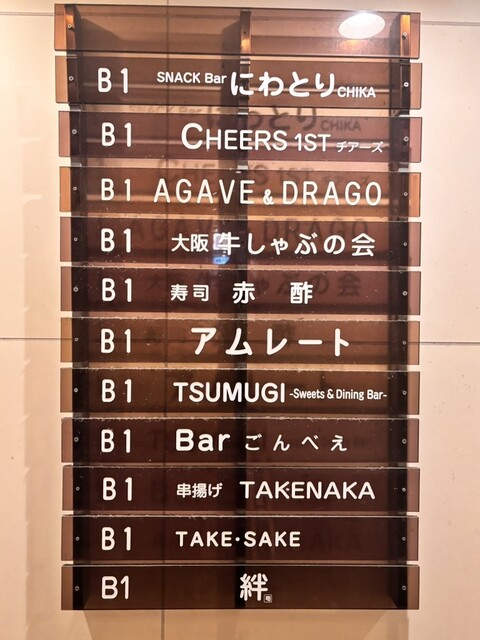 B1 SNACK Bar にわとり CHIKA
B1 CHEERS 1ST チアーズ
B1 AGAVE & DRAGO
B1 大阪 牛しゃぶの会
B1 寿司 赤酢
B1 アムレート
B1 TSUMUGI -Sweets & Dining Bar-
B1 Bar ごんべえ
B1 串揚げ TAKENAKA
B1 TAKE・SAKE
B1 絆